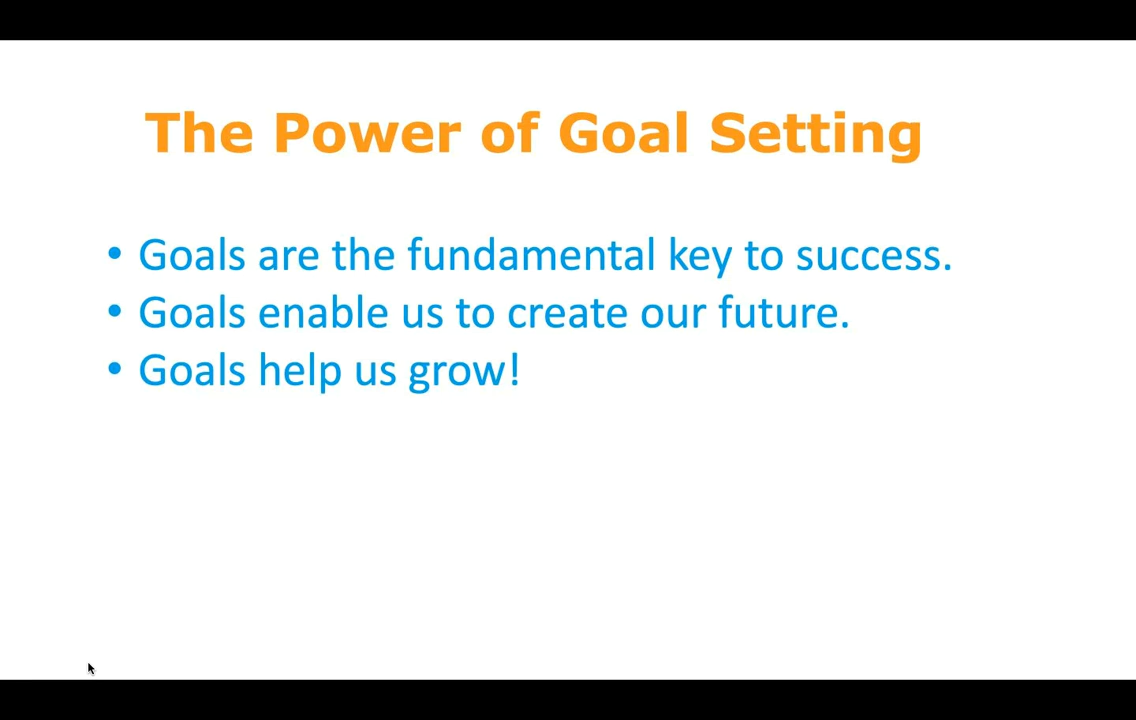 The Power of Goal Setting
• Goals are the fundamental key to success.
• Goals enable us to create our future.
• Goals help us grow!